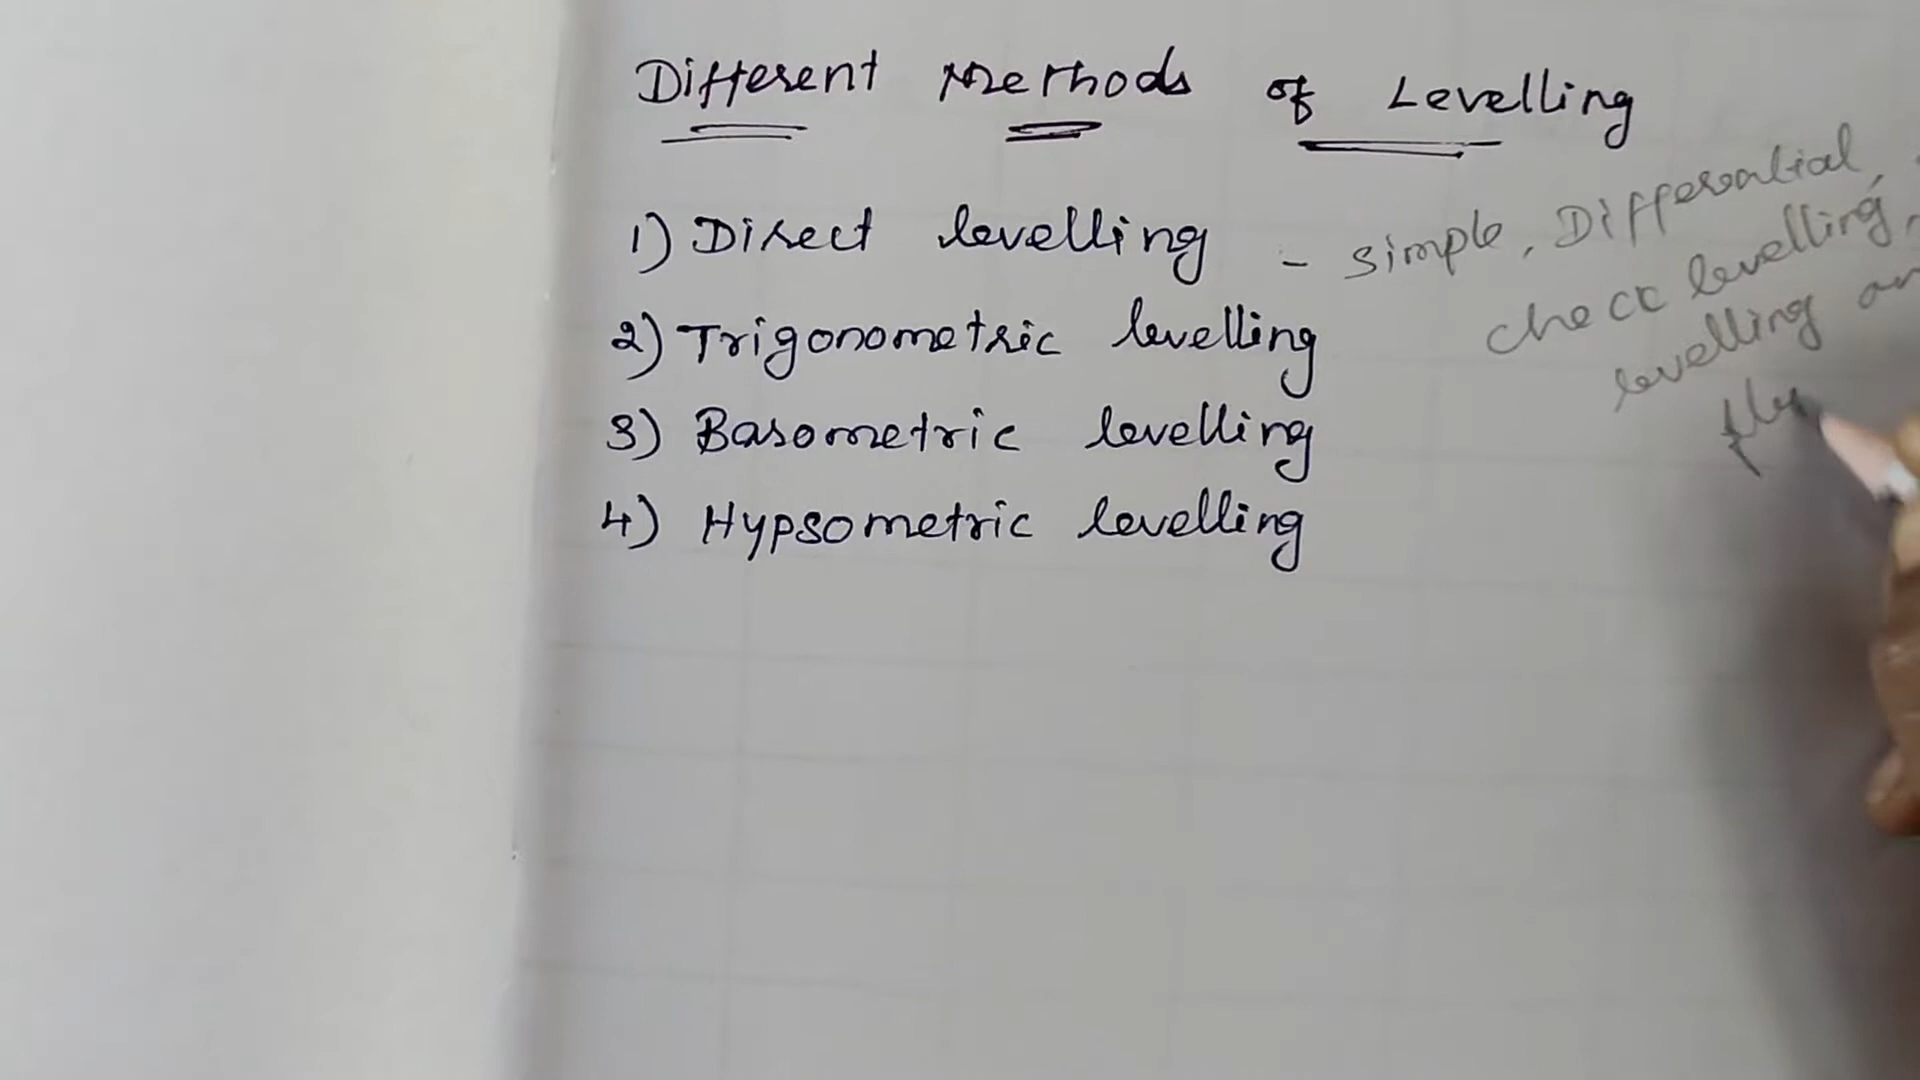 Different Methods of Levelling
1) Direct levelling - simple, Differential,
check levelling,
levelling
fly
2) Trigonometric levelling
3) Barometric levelling
4) Hypsometric levelling